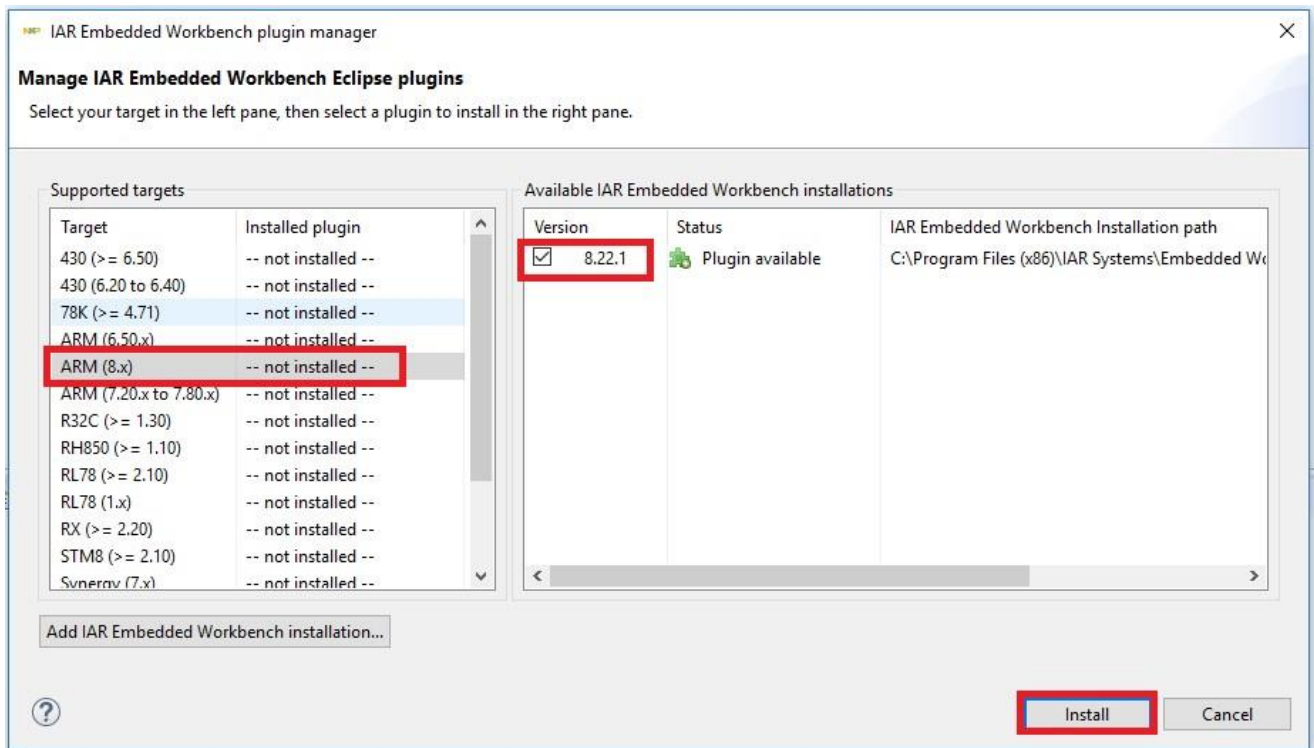 NXP IAR Embedded Workbench plugin manager
Manage IAR Embedded Workbench Eclipse plugins
Select your target in the left pane, then select a plugin to install in the right pane.
Supported targets
Target Installed plugin
430 (>= 6.50) -- not installed --
430 (6.20 to 6.40) -- not installed --
78K (>= 4.71) -- not installed --
ARM (6.50.x) -- not installed --
ARM (8.x) -- not installed --
ARM (7.20.x to 7.80.x) -- not installed --
R32C (>= 1.30) -- not installed --
RH850 (>= 1.10) -- not installed --
RL78 (>= 2.10) -- not installed --
RL78 (1.x) -- not installed --
RX (>= 2.20) -- not installed --
STM8 (>= 2.10) -- not installed --
Synergy (7.x) -- not installed --
Available IAR Embedded Workbench installations
Version Status IAR Embedded Workbench Installation path
8.22.1 Plugin available C:\Program Files (x86)\IAR Systems\Embedded Wo
Add IAR Embedded Workbench installation...
?
Install Cancel